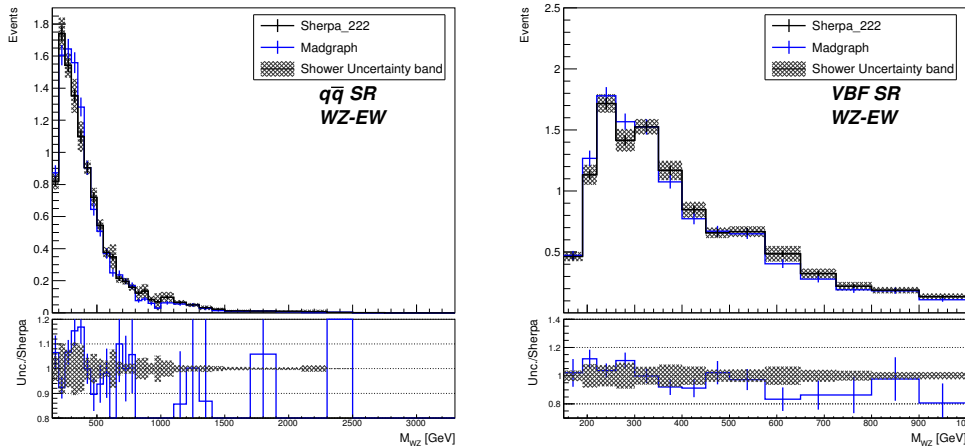 Events
1.8
1.6
1.4
1.2
1
0.8
0.6
0.4
0.2
0
Sherpa_222
Madgraph
Shower Uncertainty band
qq̅ SR
WZ-EW
Unc./Sherpa
1.2
1.1
1
0.9
0.8
500 1000 1500 2000 2500 3000
M_WZ [GeV]
Events
2.5
2
1.5
1
0.5
Sherpa_222
Madgraph
Shower Uncertainty band
VBF SR
WZ-EW
Unc./Sherpa
1.4
1.2
1
0.8
200 300 400 500 600 700 800 900 1000
M_WZ [GeV]